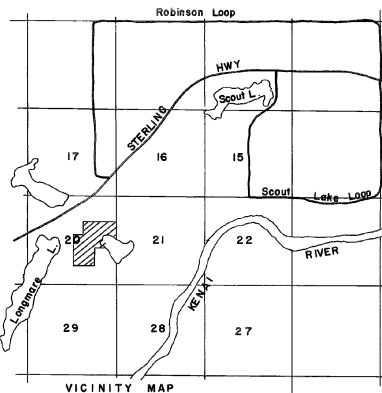 Robinson Loop
HWY
Scout L.
STERLING
17
16
15
Scout Lake Loop
20
21
22
RIVER
Longmare L.
KENAI
29
28
27
VICINITY MAP